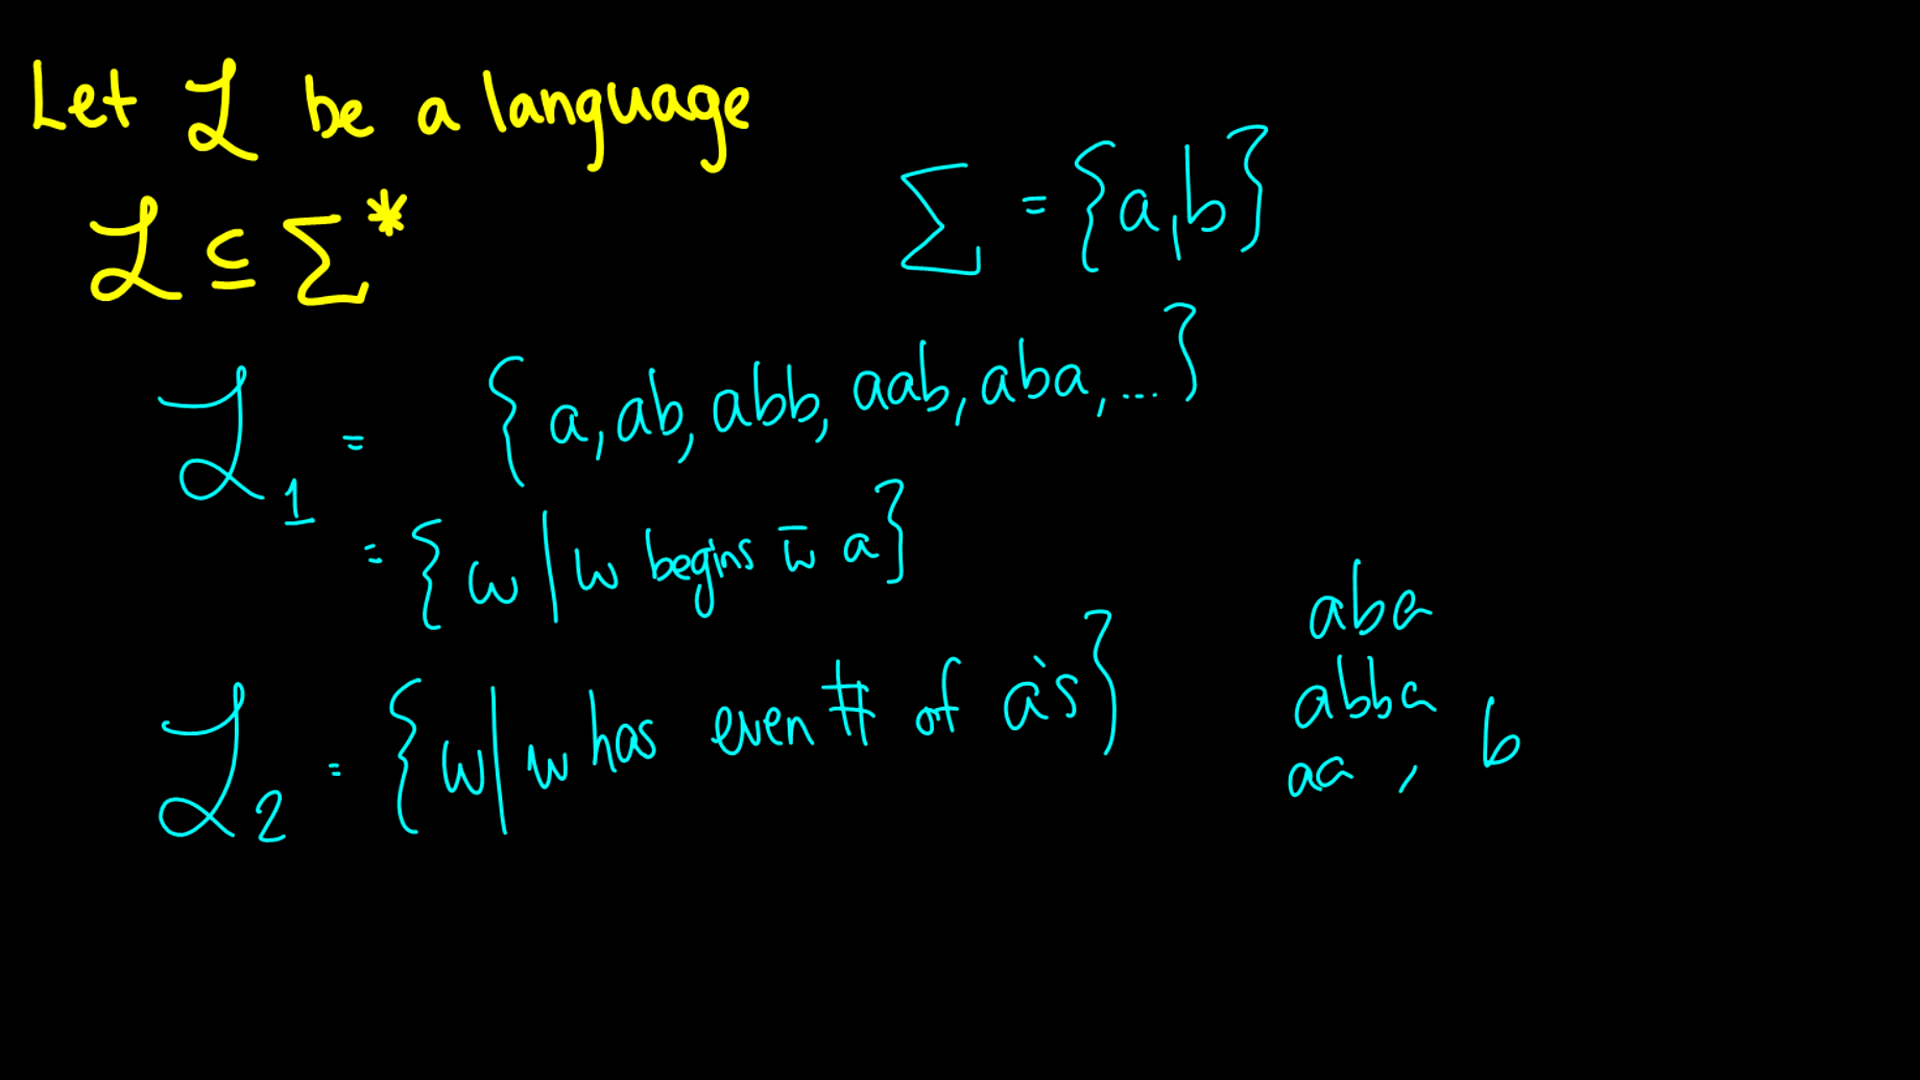 Let ℒ be a language
ℒ ⊆ Σ*
Σ = {a,b}
ℒ₁ = {a, ab, abb, aab, aba, ...}
= {w | w begins w̄ a}
ℒ₂ = {w | w has even # of a's}
aba
abba
aa , b